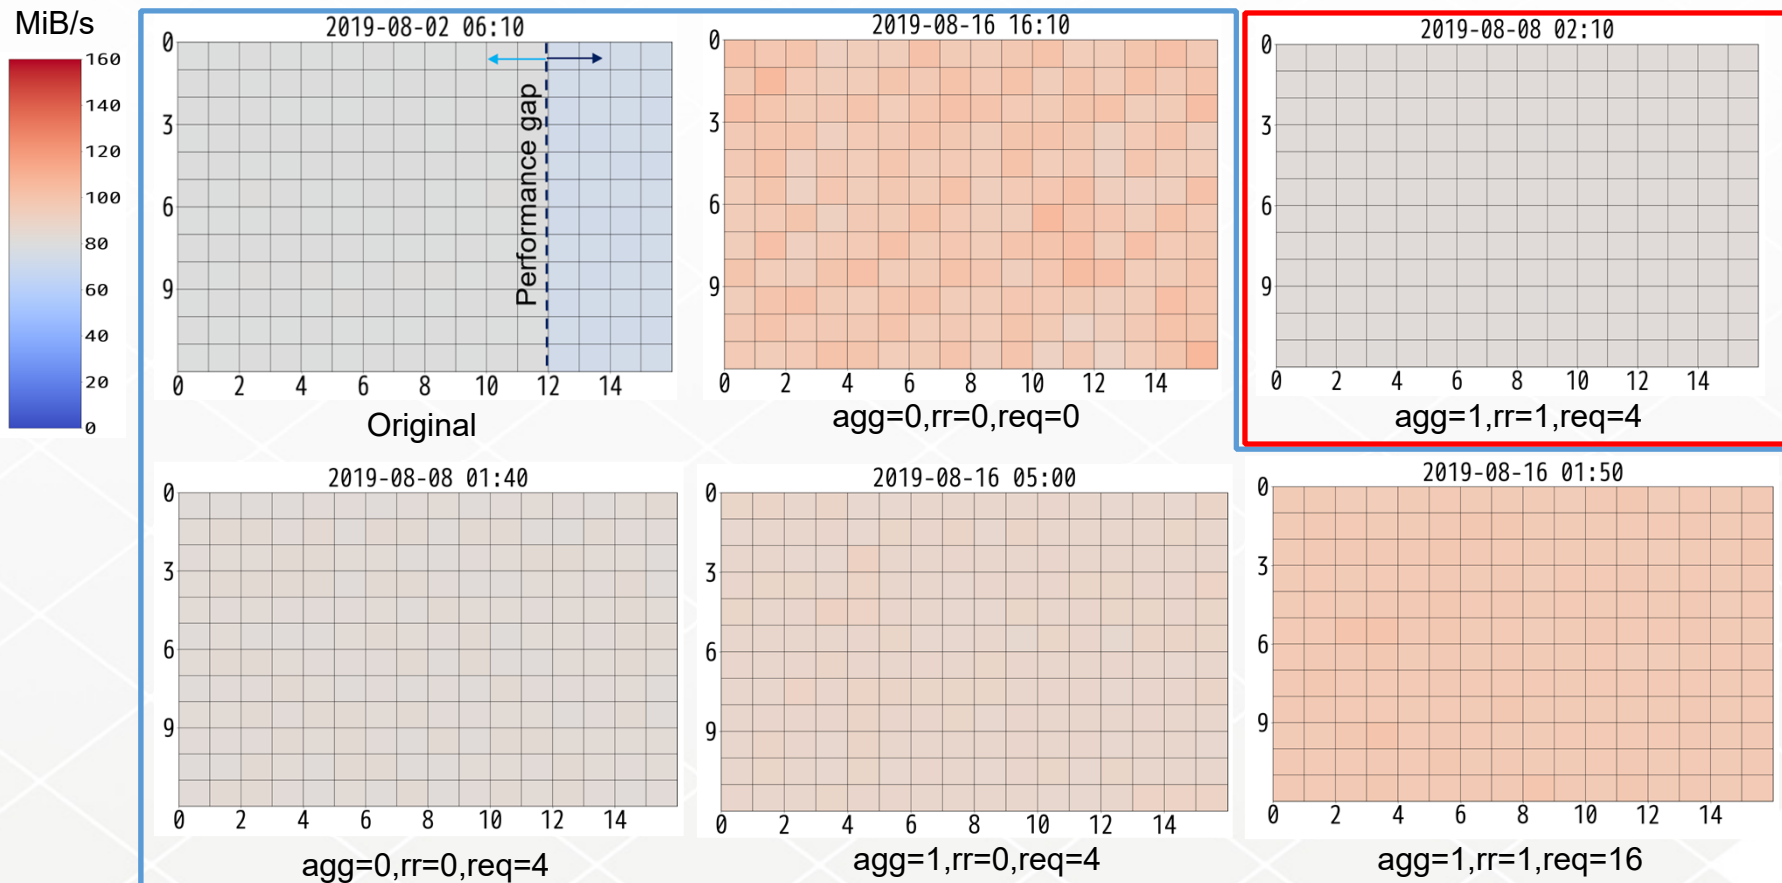 MiB/s
160
140
120
100
80
60
40
20
0
2019-08-02 06:10
0
3
6
9
0 2 4 6 8 10 12 14
Performance gap
Original
2019-08-16 16:10
0
3
6
9
0 2 4 6 8 10 12 14
agg=0,rr=0,req=0
2019-08-08 02:10
0
3
6
9
0 2 4 6 8 10 12 14
agg=1,rr=1,req=4
2019-08-08 01:40
0
3
6
9
0 2 4 6 8 10 12 14
agg=0,rr=0,req=4
2019-08-16 05:00
0
3
6
9
0 2 4 6 8 10 12 14
agg=1,rr=0,req=4
2019-08-16 01:50
0
3
6
9
0 2 4 6 8 10 12 14
agg=1,rr=1,req=16